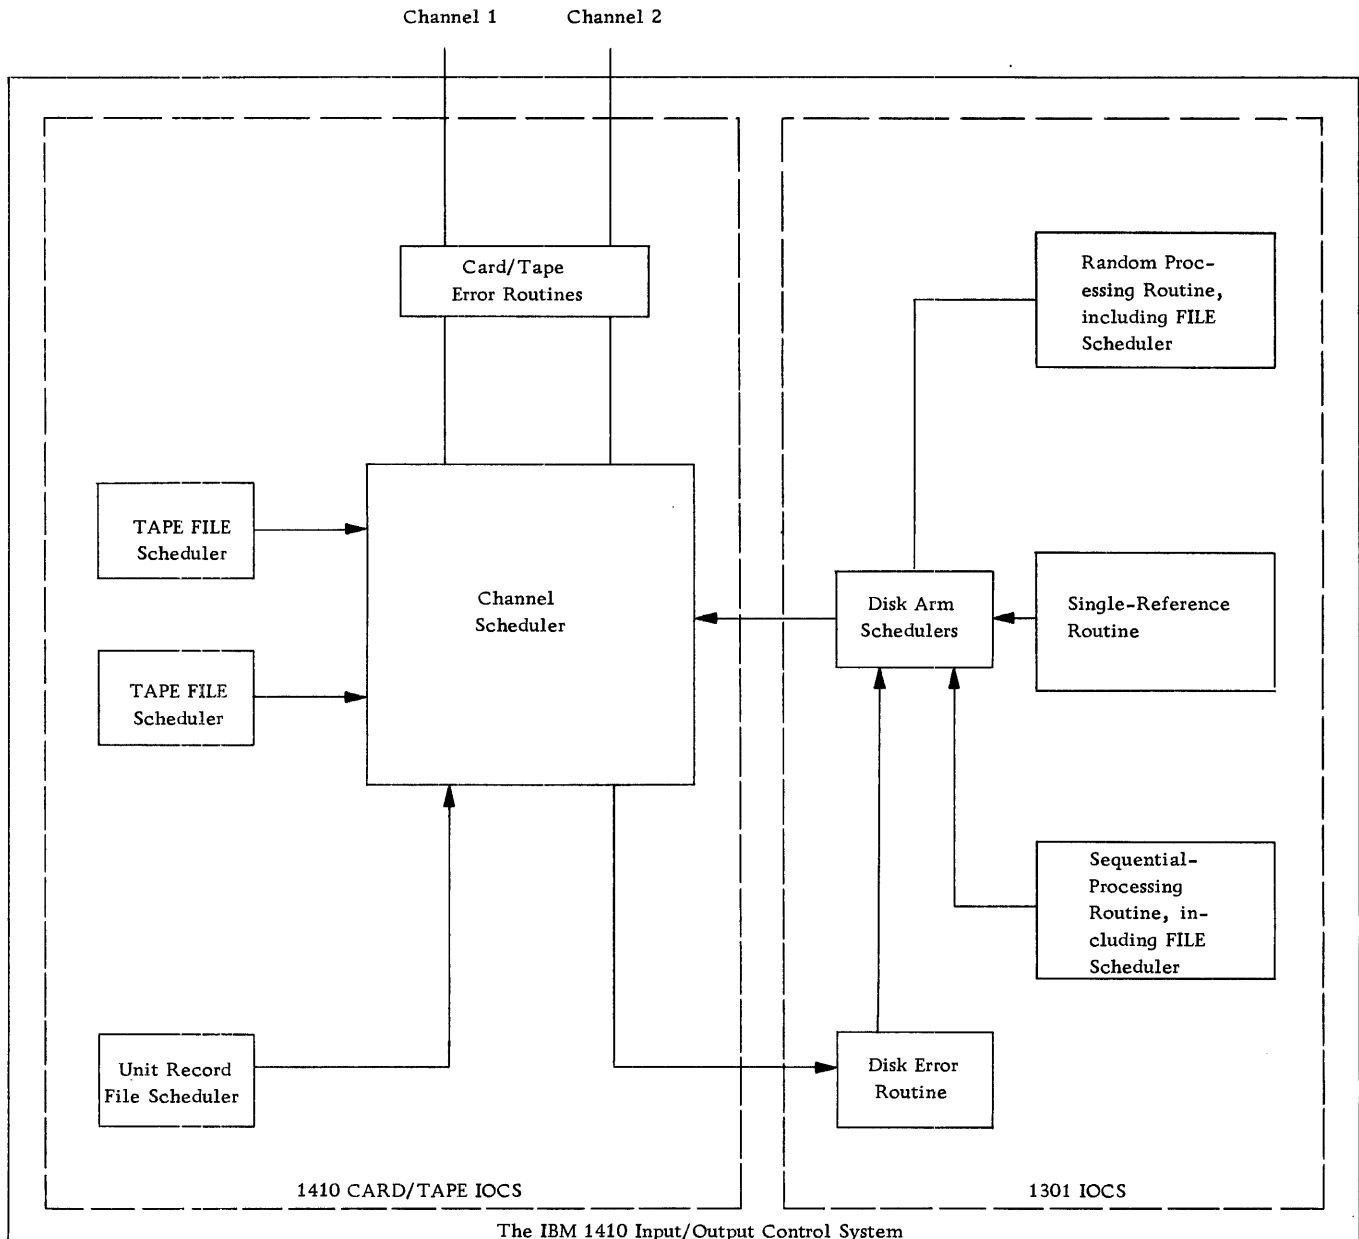 Channel 1
Channel 2
Card/Tape
Error Routines
Random Proc-
essing Routine,
including FILE
Scheduler
TAPE FILE
Scheduler
Channel
Scheduler
Disk Arm
Schedulers
Single-Reference
Routine
TAPE FILE
Scheduler
Sequential-
Processing
Routine, in-
cluding FILE
Scheduler
Unit Record
File Scheduler
Disk Error
Routine
1410 CARD/TAPE IOCS
1301 IOCS
The IBM 1410 Input/Output Control System